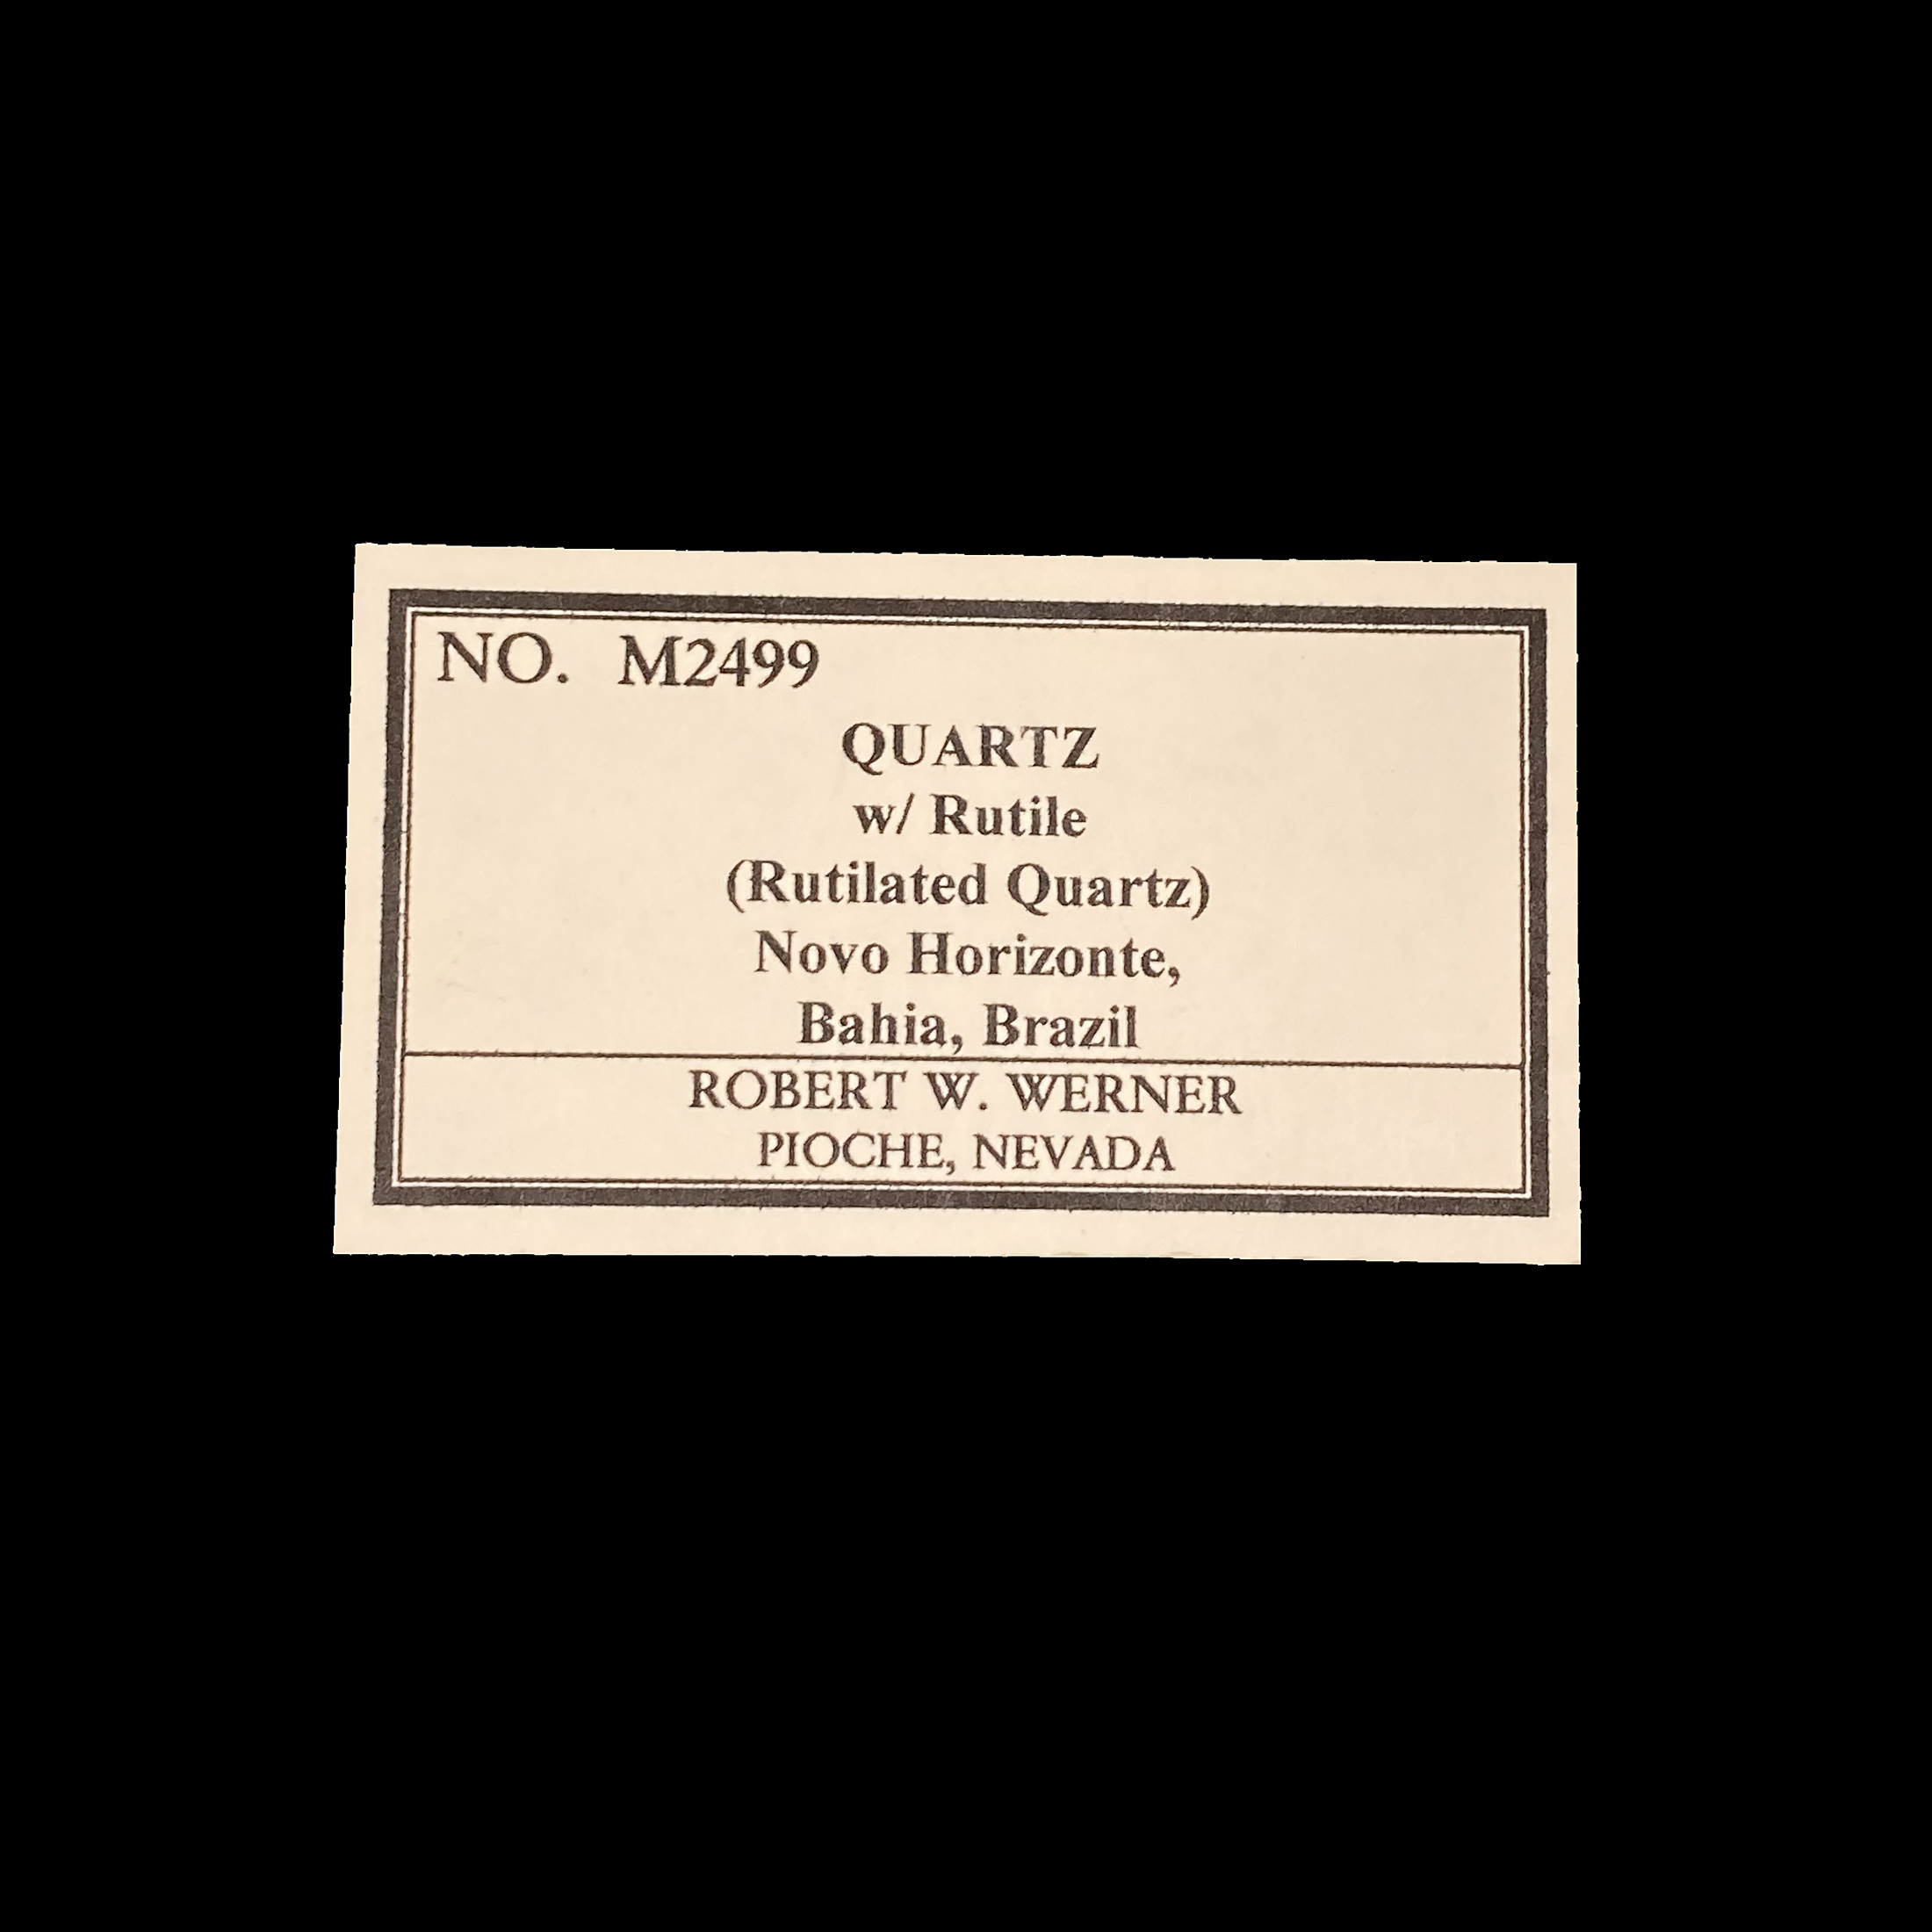 NO. M2499
QUARTZ
w/ Rutile
(Rutilated Quartz)
Novo Horizonte,
Bahia, Brazil
ROBERT W. WERNER
PIOCHE, NEVADA